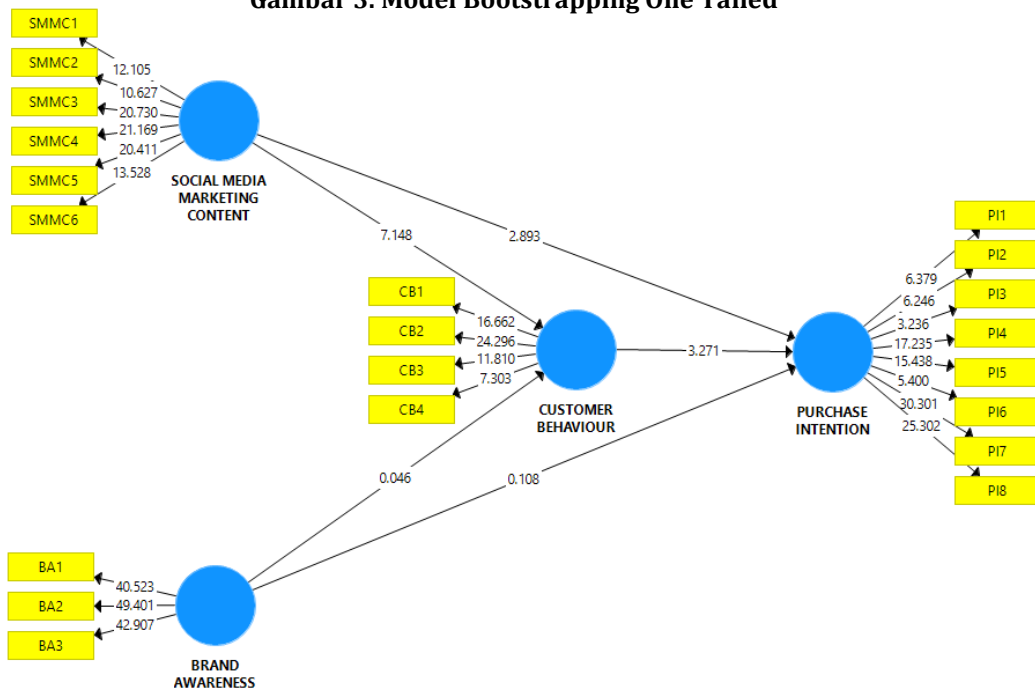 Gambar 3. Model Bootstrapping One Tailed
SMMC1
SMMC2
SMMC3
SMMC4
SMMC5
SMMC6
12.105
10.627
20.730
21.169
20.411
13.528
SOCIAL MEDIA
MARKETING
CONTENT
7.148
2.893
CB1
CB2
CB3
CB4
16.662
24.296
11.810
7.303
CUSTOMER
BEHAVIOUR
3.271
PURCHASE
INTENTION
6.379
6.246
3.236
17.235
15.438
5.400
30.301
25.302
PI1
PI2
PI3
PI4
PI5
PI6
PI7
PI8
0.046
0.108
BA1
BA2
BA3
40.523
49.401
42.907
BRAND
AWARENESS